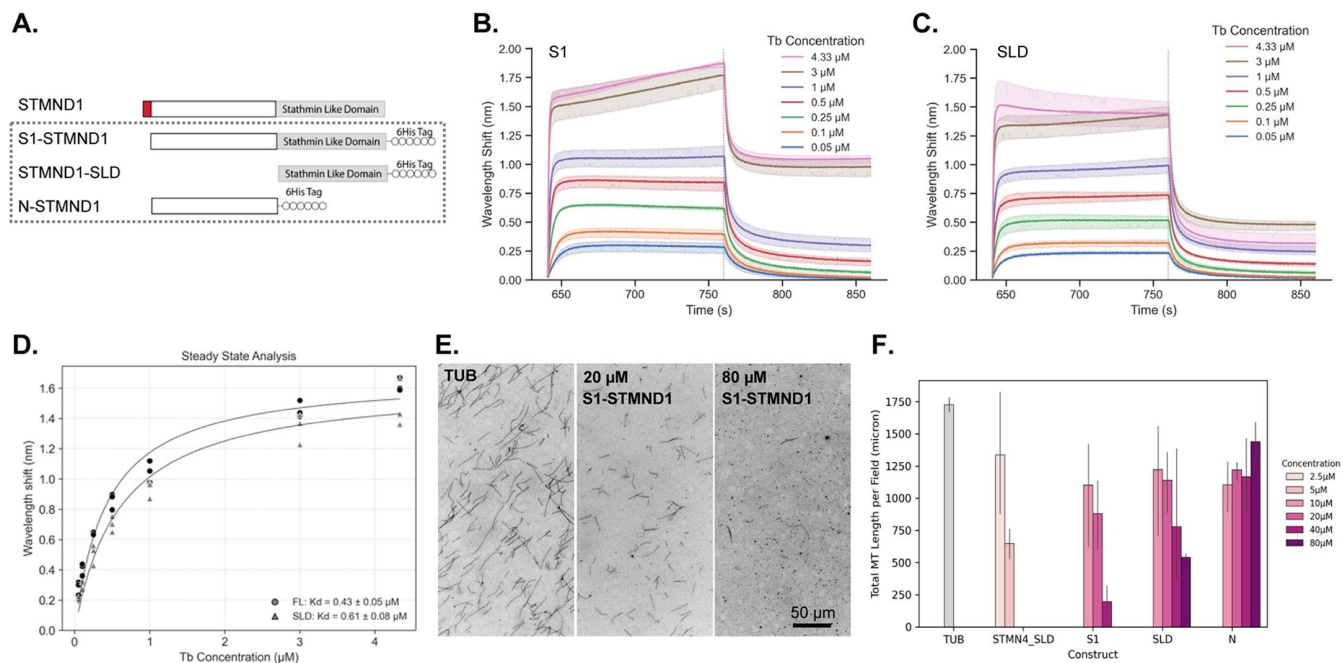 A.
STMND1
Stathmin Like Domain
S1-STMND1
Stathmin Like Domain
6His Tag
STMND1-SLD
Stathmin Like Domain
6His Tag
N-STMND1
6His Tag
B.
S1
Tb Concentration
4.33 µM
3 µM
1 µM
0.5 µM
0.25 µM
0.1 µM
0.05 µM
Wavelength Shift (nm)
2.00
1.75
1.50
1.25
1.00
0.75
0.50
0.25
0.00
650
700
750
800
850
Time (s)
C.
SLD
Tb Concentration
4.33 µM
3 µM
1 µM
0.5 µM
0.25 µM
0.1 µM
0.05 µM
Wavelength Shift (nm)
2.00
1.75
1.50
1.25
1.00
0.75
0.50
0.25
0.00
650
700
750
800
850
Time (s)
D.
Steady State Analysis
Wavelength shift (nm)
1.6
1.4
1.2
1.0
0.8
0.6
0.4
0.2
0.0
0
1
2
3
4
Tb Concentration (µM)
FL: Kd = 0.43 ± 0.05 µM
SLD: Kd = 0.61 ± 0.08 µM
E.
TUB
20 µM
S1-STMND1
80 µM
S1-STMND1
50 µm
F.
Total MT Length per Field (micron)
1750
1500
1250
1000
750
500
250
0
TUB
STMN4_SLD
S1
SLD
N
Construct
Concentration
2.5µM
5µM
10µM
20µM
40µM
80µM